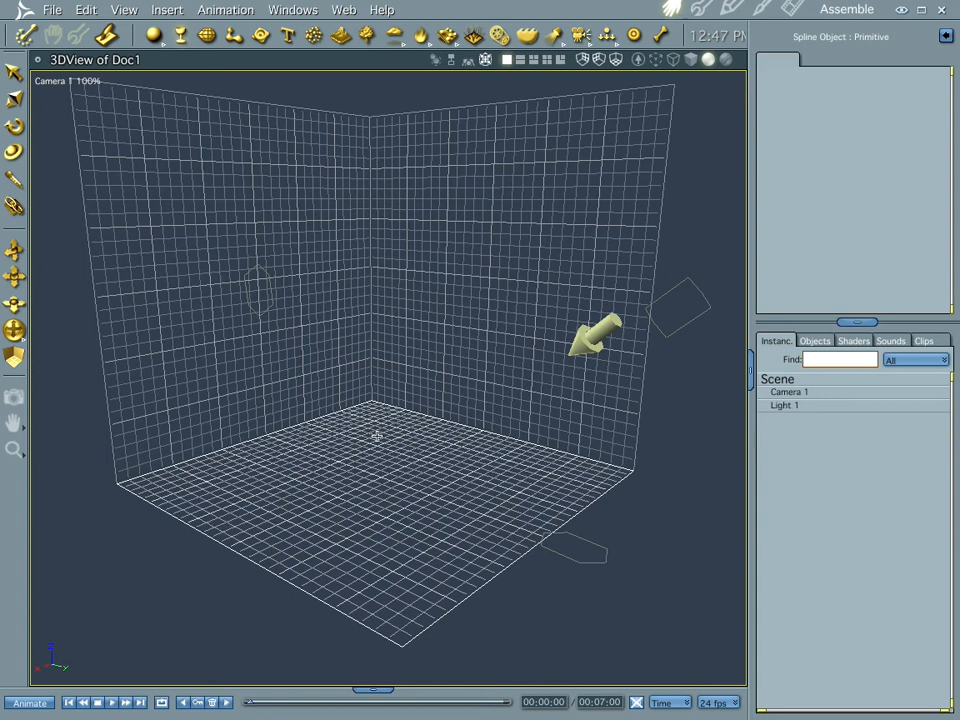 File Edit View Insert Animation Windows Web Help Assemble
12:47 PM
Spline Object : Primitive
3DView of Doc1
Camera 1 100%
Instanc. Objects Shaders Sounds Clips
Find: All
Scene
Camera 1
Light 1
Animate 00:00:00 / 00:07:00 Time 24 fps